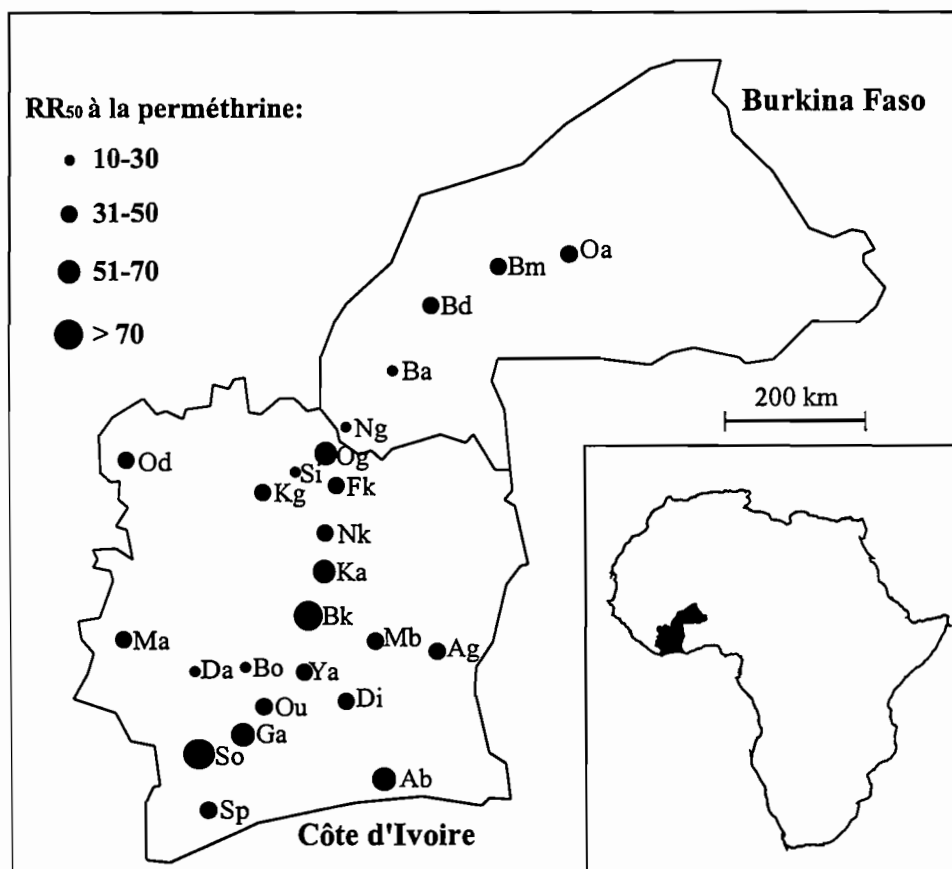 RR50 à la perméthrine:
10-30
31-50
51-70
> 70
Burkina Faso
Oa
Bm
Bd
Ba
Ng
Og
Od
Si
Kg
Fk
Nk
Ka
Bk
Ma
Mb
Ag
Da
Bo
Ya
Di
Ou
Ga
So
Ab
Sp
Côte d'Ivoire
200 km